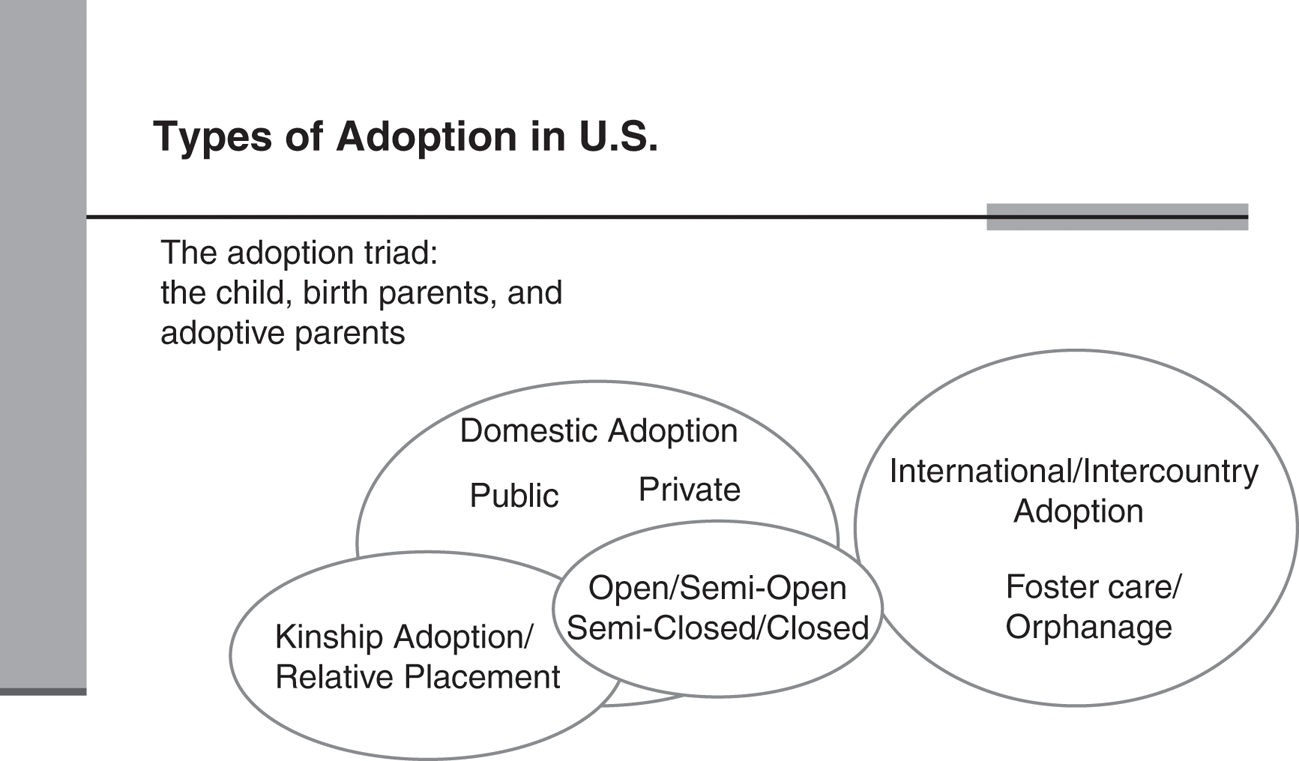 Types of Adoption in U.S.
The adoption triad:
the child, birth parents, and
adoptive parents
Domestic Adoption
Public
Private
Open/Semi-Open
Semi-Closed/Closed
Kinship Adoption/
Relative Placement
International/Intercountry
Adoption
Foster care/
Orphanage